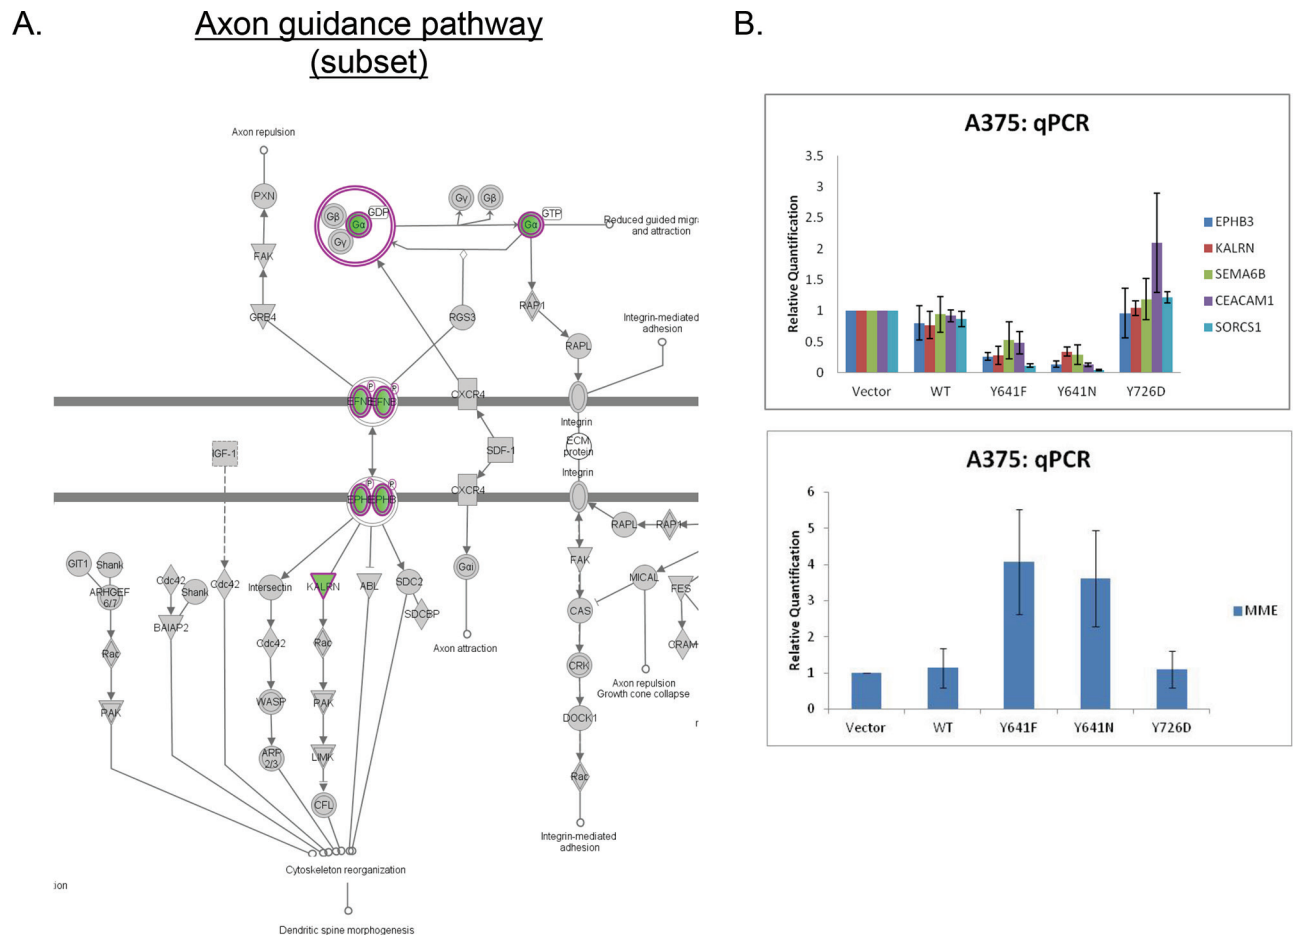 A.
Axon guidance pathway
(subset)
Axon repulsion
PXN
FAK
GRB4
Gβ
Gα
GDP
Gγ
Gγ
Gβ
Gα
GTP
Reduced guided migr
and attraction
RGS3
RAP1
RAPL
Integrin-mediated
adhesion
P
P
EFNB
EFNB
CXCR4
Integrin
ECM
protein
Integrin
SDF-1
IGF-1
P
P
EPHB
EPHB
CXCR4
RAPL
RAP1
GIT1
Shank
ARHGEF
6/7
Rac
PAK
Cdc42
Shank
BAIAP2
Cdc42
Intersectin
Cdc42
WASP
ARP
2/3
KALRN
Rac
PAK
LIMK
CFL
ABL
SDC2
SDCBP
Gαi
Axon attraction
FAK
CAS
CRK
DOCK1
Rac
Integrin-mediated
adhesion
MICAL
FES
CRAM
Axon repulsion
Growth cone collapse
Cytoskeleton reorganization
Dendritic spine morphogenesis
ion
B.
A375: qPCR
Relative Quantification
3.5
3
2.5
2
1.5
1
0.5
0
Vector WT Y641F Y641N Y726D
EPHB3
KALRN
SEMA6B
CEACAM1
SORCS1
A375: qPCR
Relative Quantification
6
5
4
3
2
1
0
Vector WT Y641F Y641N Y726D
MME